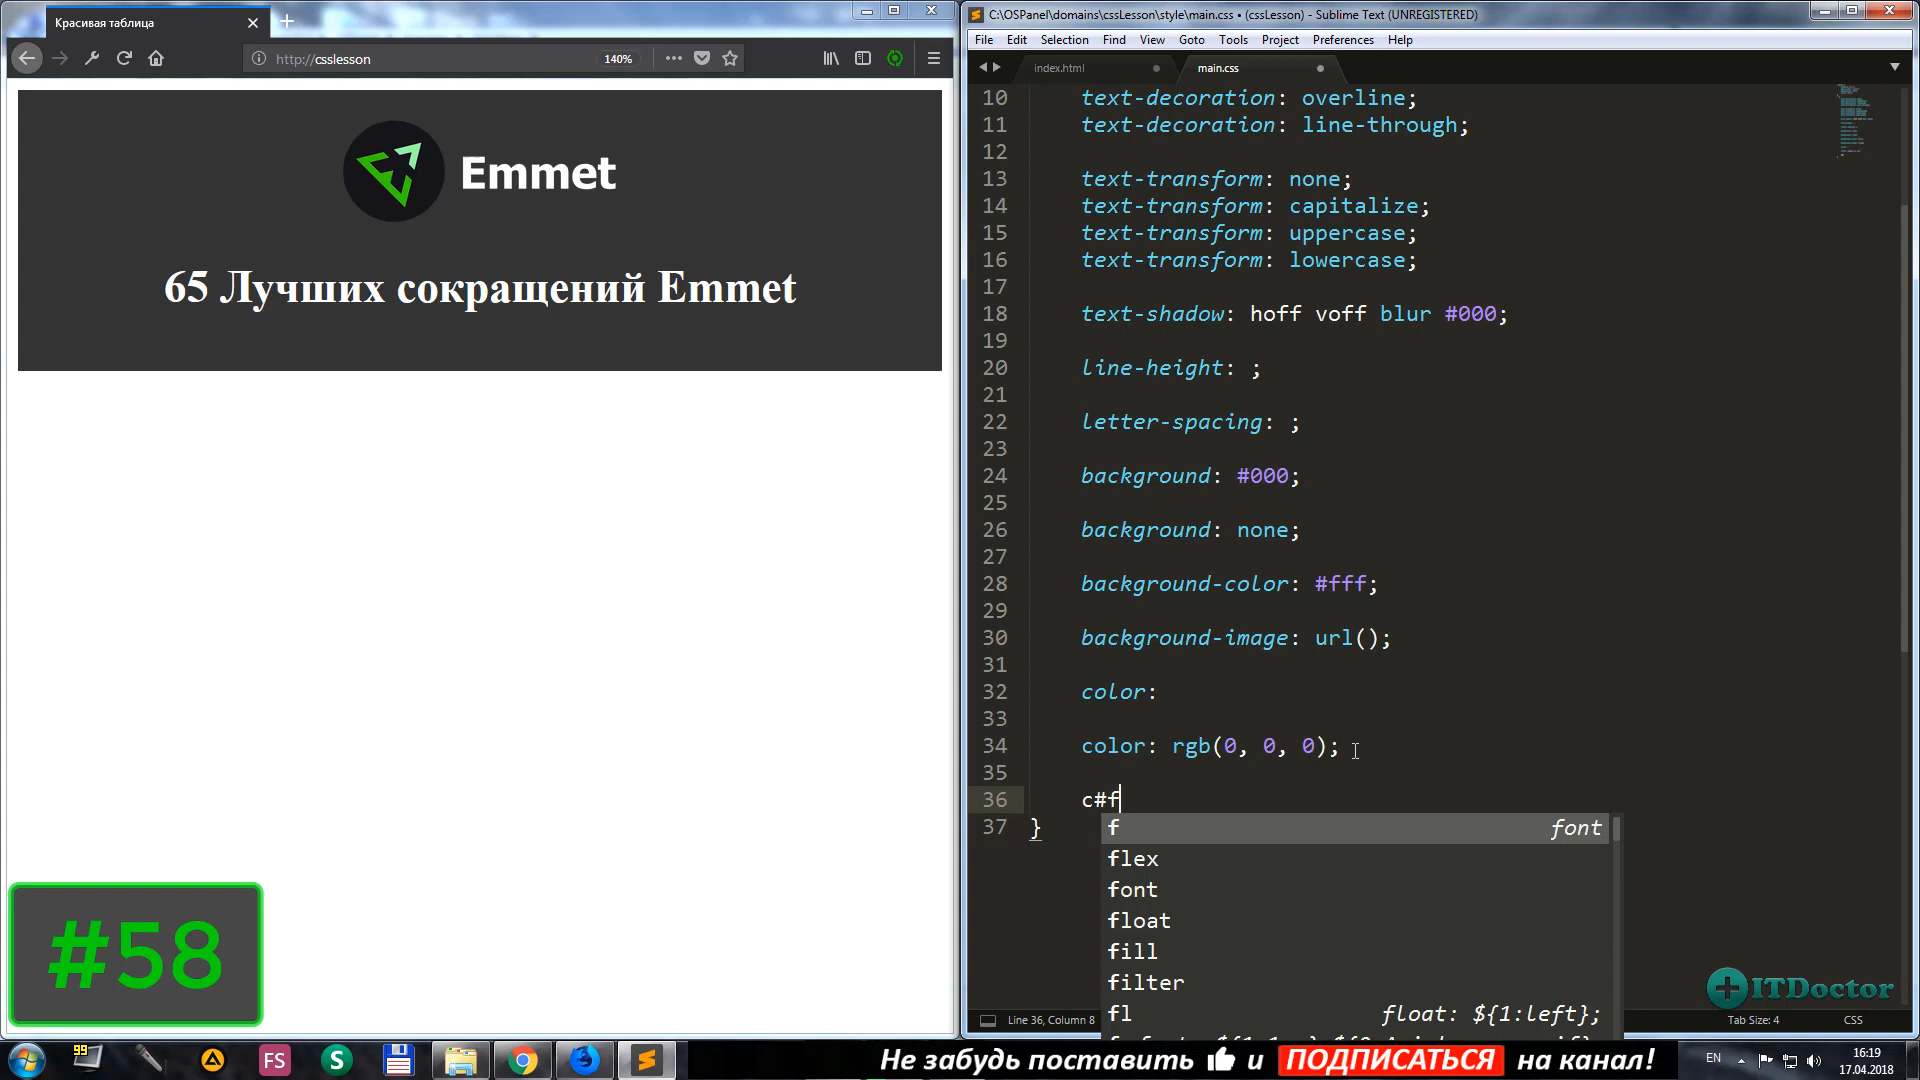 Красивая таблица
http://csslesson
140%
Emmet
65 Лучших сокращений Emmet
#58
C:\OSPanel\domains\cssLesson\style\main.css • (cssLesson) - Sublime Text (UNREGISTERED)
File Edit Selection Find View Goto Tools Project Preferences Help
index.html
main.css
10 text-decoration: overline;
11 text-decoration: line-through;
12
13 text-transform: none;
14 text-transform: capitalize;
15 text-transform: uppercase;
16 text-transform: lowercase;
17
18 text-shadow: hoff voff blur #000;
19
20 line-height: ;
21
22 letter-spacing: ;
23
24 background: #000;
25
26 background: none;
27
28 background-color: #fff;
29
30 background-image: url();
31
32 color:
33
34 color: rgb(0, 0, 0);
35
36 c#f
37 }
f font
flex
font
float
fill
filter
fl float: ${1:left};
ITDoctor
Line 36, Column 8
Tab Size: 4
CSS
99
FS
S
Не забудь поставить и ПОДПИСАТЬСЯ на канал!
EN
16:19
17.04.2018